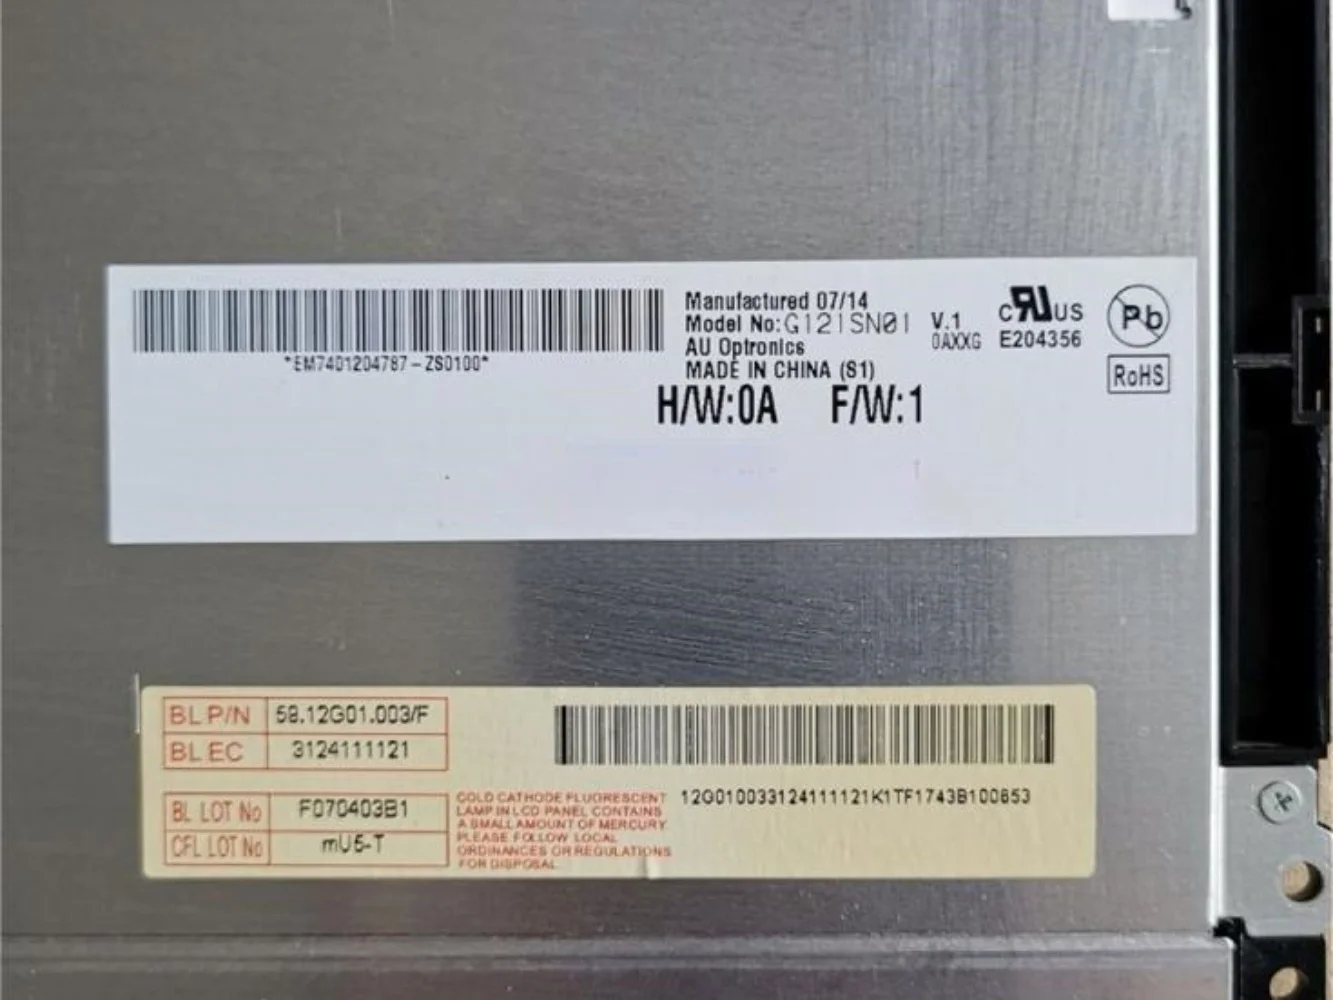 Manufactured 07/14
Model No:G121SN01 V.1
0AXXG
AU Optronics
MADE IN CHINA (S1)
H/W:0A F/W:1
*EM7401204787-ZS0100*
c RU US
E204356
Pb
RoHS
BL P/N 58.12G01.003/F
BL EC 3124111121
BL LOT No F070403B1
CFL LOT No mU5-T
COLD CATHODE FLUORESCENT
LAMP IN LCD PANEL CONTAINS
A SMALL AMOUNT OF MERCURY
PLEASE FOLLOW LOCAL
ORDINANCES OR REGULATIONS
FOR DISPOSAL
12G010033124111121K1TF1743B100853